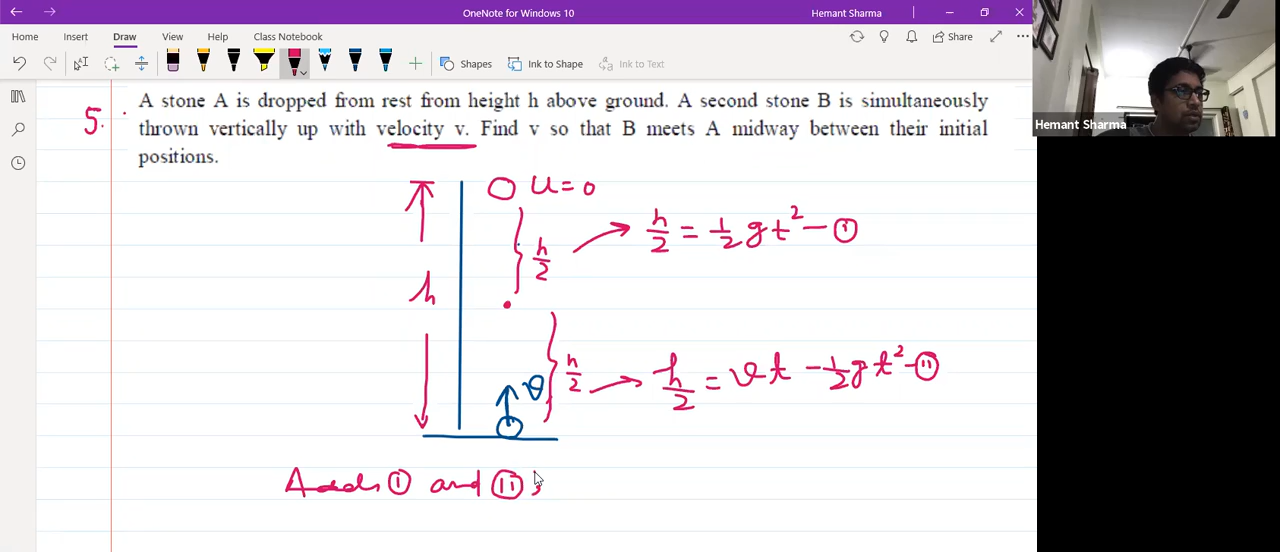 OneNote for Windows 10
Hemant Sharma
Home Insert Draw View Help Class Notebook
Share
Shapes Ink to Shape Ink to Text
Hemant Sharma
5.
A stone A is dropped from rest from height h above ground. A second stone B is simultaneously
thrown vertically up with velocity v. Find v so that B meets A midway between their initial
positions.
u = 0
h/2 = 1/2 gt² — (i)
h/2
h
h/2
h/2 = vt - 1/2 gt² — (ii)
v
Adds (i) and (ii),